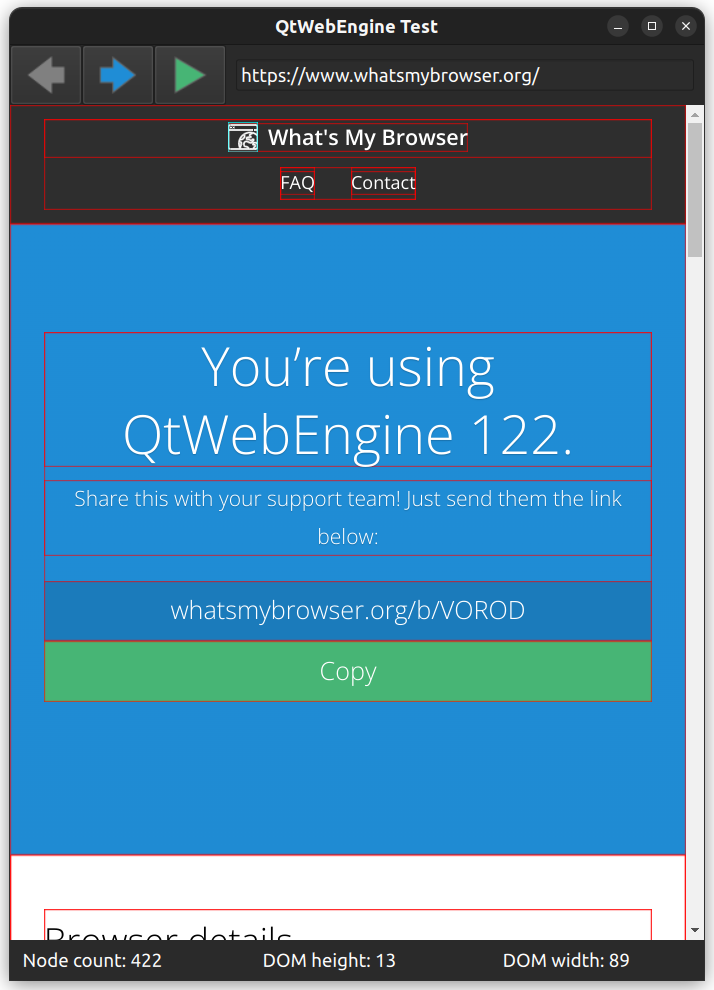 QtWebEngine Test
https://www.whatsmybrowser.org/
What's My Browser
FAQ Contact
You’re using
QtWebEngine 122.
Share this with your support team! Just send them the link
below:
whatsmybrowser.org/b/VOROD
Copy
Browser details
Node count: 422 DOM height: 13 DOM width: 89